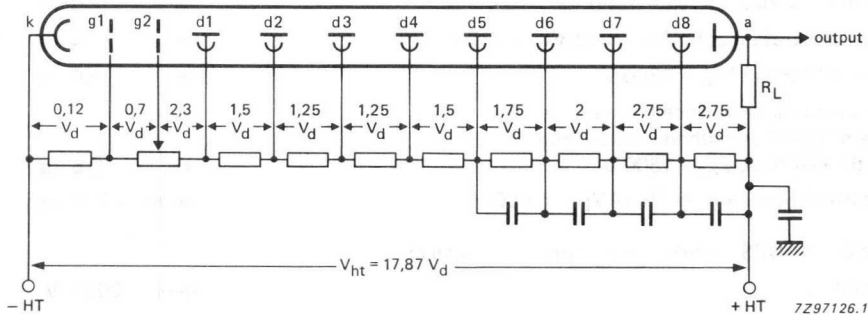 k g1 g2 d1 d2 d3 d4 d5 d6 d7 d8 a
output
R_L
0,12 0,7 2,3 1,5 1,25 1,25 1,5 1,75 2 2,75 2,75
V_d V_d V_d V_d V_d V_d V_d V_d V_d V_d V_d
V_ht = 17,87 V_d
– HT + HT
7Z97126.1